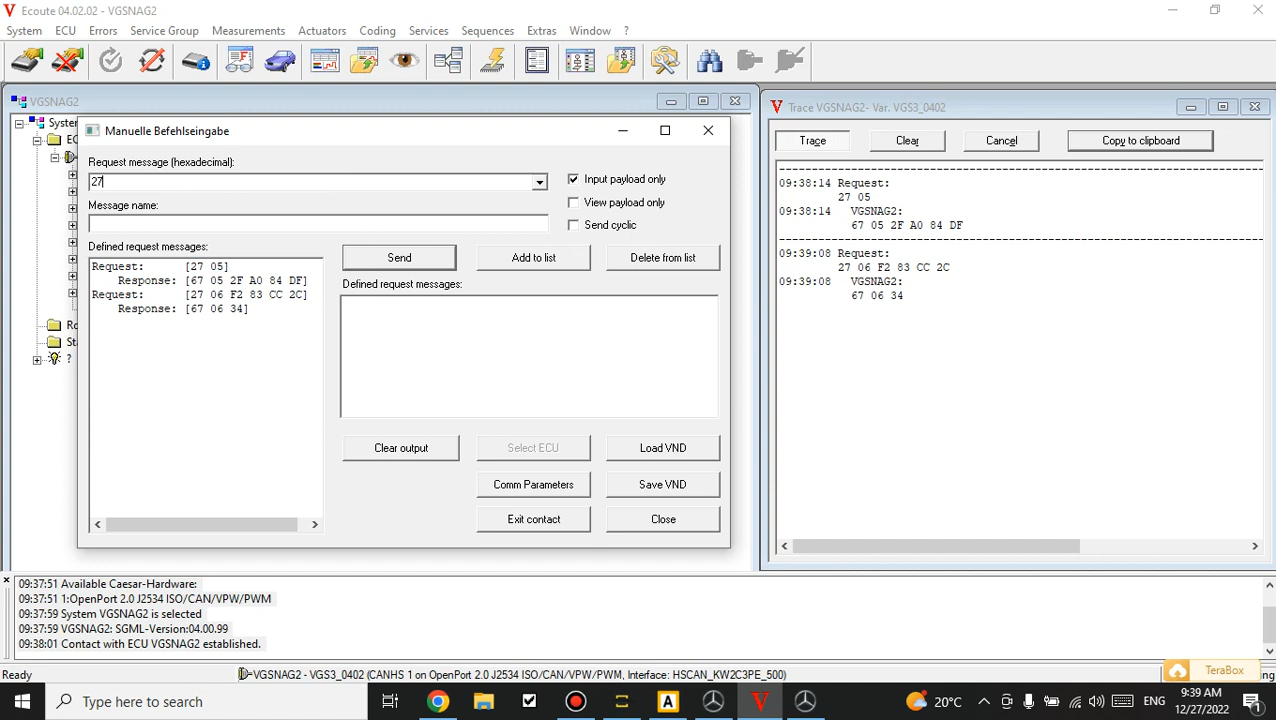 Ecoute 04.02.02 - VGSNAG2
System ECU Errors Service Group Measurements Actuators Coding Services Sequences Extras Window ?
VGSNAG2
Syste
EC
Ro
Sta
?
Manuelle Befehlseingabe
Request message (hexadecimal):
27
Input payload only
Message name:
View payload only
Send cyclic
Defined request messages:
Send
Add to list
Delete from list
Request: [27 05]
Response: [67 05 2F A0 84 DF]
Request: [27 06 F2 83 CC 2C]
Response: [67 06 34]
Defined request messages:
Clear output
Select ECU
Load VND
Comm Parameters
Save VND
Exit contact
Close
Trace VGSNAG2- Var. VGS3_0402
Trace Clear Cancel Copy to clipboard
09:38:14 Request:
27 05
09:38:14 VGSNAG2:
67 05 2F A0 84 DF
09:39:08 Request:
27 06 F2 83 CC 2C
09:39:08 VGSNAG2:
67 06 34
09:37:51 Available Caesar-Hardware:
09:37:51 1:OpenPort 2.0 J2534 ISO/CAN/VPW/PWM
09:37:59 System VGSNAG2 is selected
09:37:59 VGSNAG2: SGML-Version:04.00.99
09:38:01 Contact with ECU VGSNAG2 established.
Ready
VGSNAG2 - VGS3_0402 (CANHS 1 on OpenPort 2.0 J2534 ISO/CAN/VPW/PWM, Interface: HSCAN_KW2C3PE_500)
TeraBox
ing
Type here to search
20°C
ENG
9:39 AM
12/27/2022
1